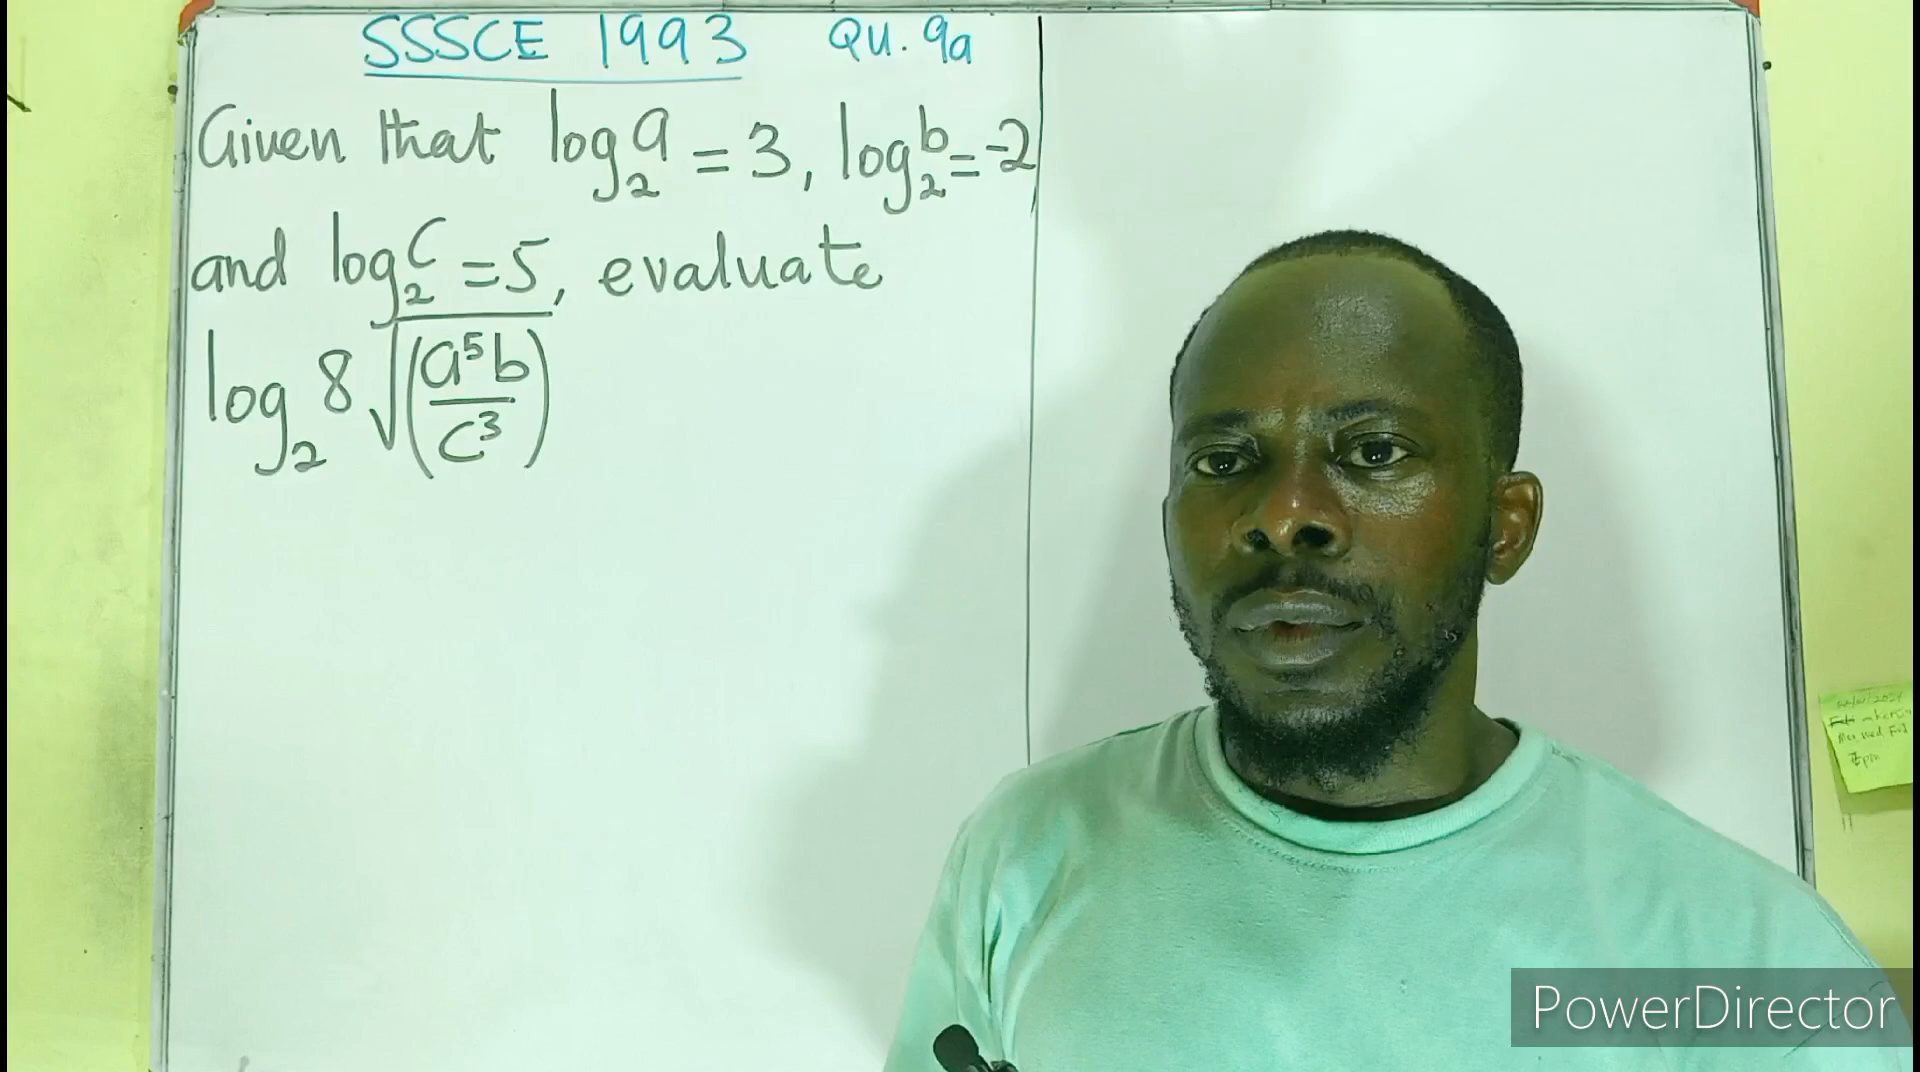 SSSCE 1993 QU. 9a
Given that log₂a = 3, log₂b = -2
and log₂c = 5, evaluate
log₂ 8√(a⁵b/c³)
7pm
PowerDirector